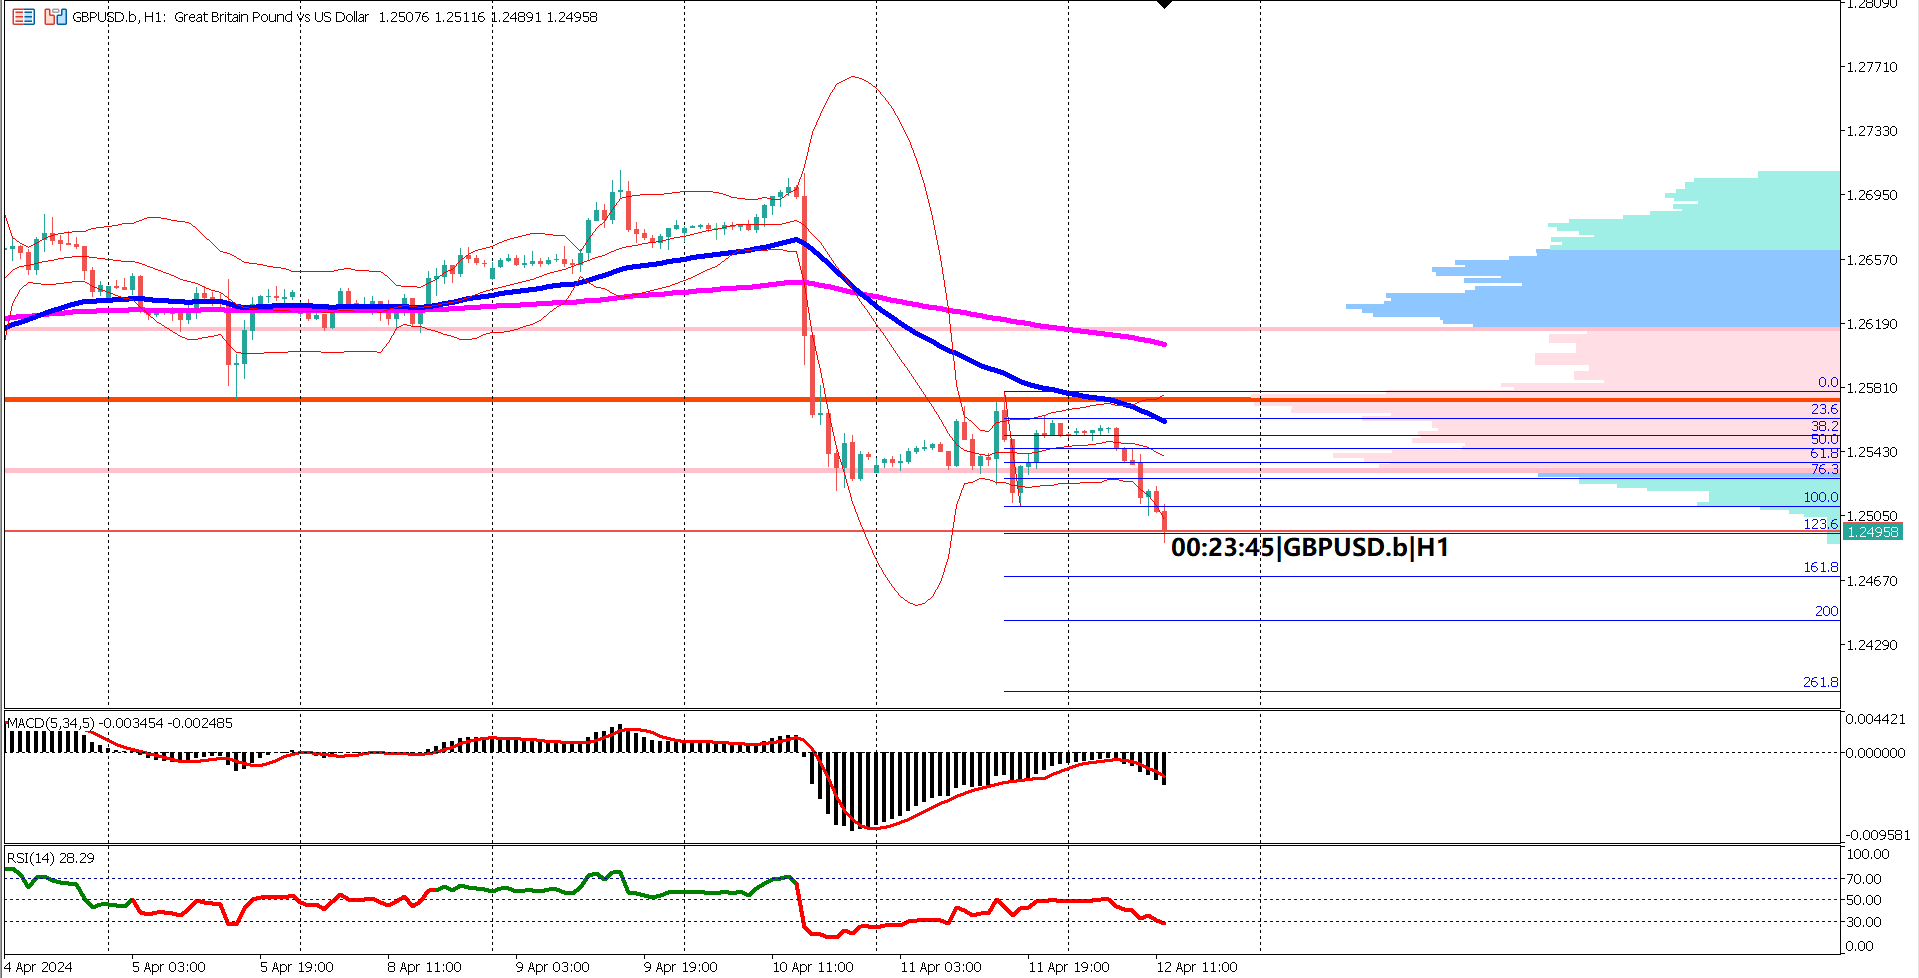 GBPUSD.b, H1: Great Britain Pound vs US Dollar 1.25076 1.25116 1.24891 1.24958
1.28090
1.27710
1.27330
1.26950
1.26570
1.26190
1.25810
1.25430
1.25050
1.24958
1.24670
1.24290
0.0
23.6
38.2
50.0
61.8
76.3
100.0
123.6
161.8
200
261.8
00:23:45|GBPUSD.b|H1
MACD(5,34,5) -0.003454 -0.002485
0.004421
0.000000
-0.009581
RSI(14) 28.29
100.00
70.00
50.00
30.00
0.00
4 Apr 2024
5 Apr 03:00
5 Apr 19:00
8 Apr 11:00
9 Apr 03:00
9 Apr 19:00
10 Apr 11:00
11 Apr 03:00
11 Apr 19:00
12 Apr 11:00